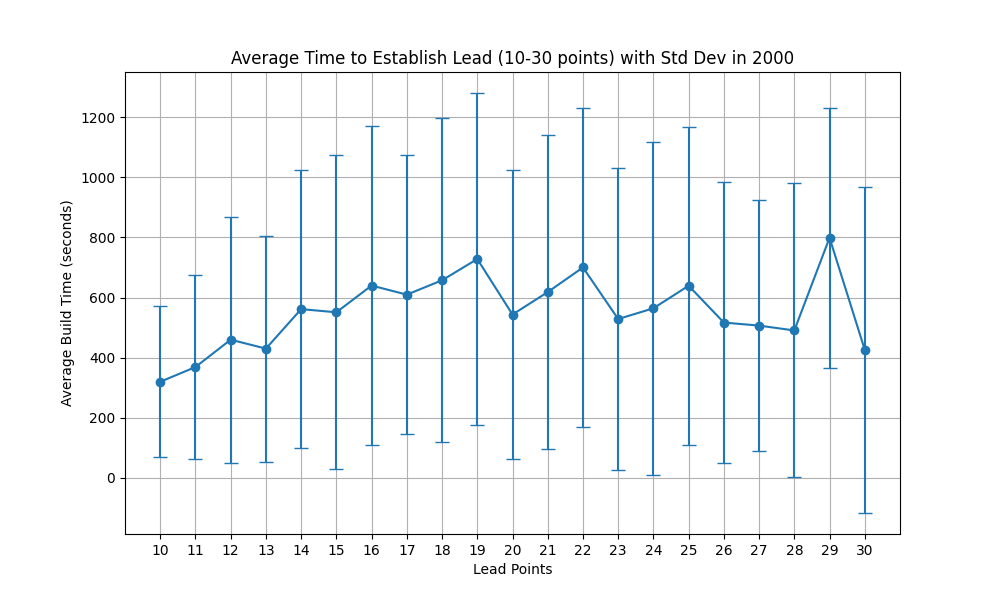 Average Time to Establish Lead (10-30 points) with Std Dev in 2000
Average Build Time (seconds)
1200
1000
800
600
400
200
0
10 11 12 13 14 15 16 17 18 19 20 21 22 23 24 25 26 27 28 29 30
Lead Points